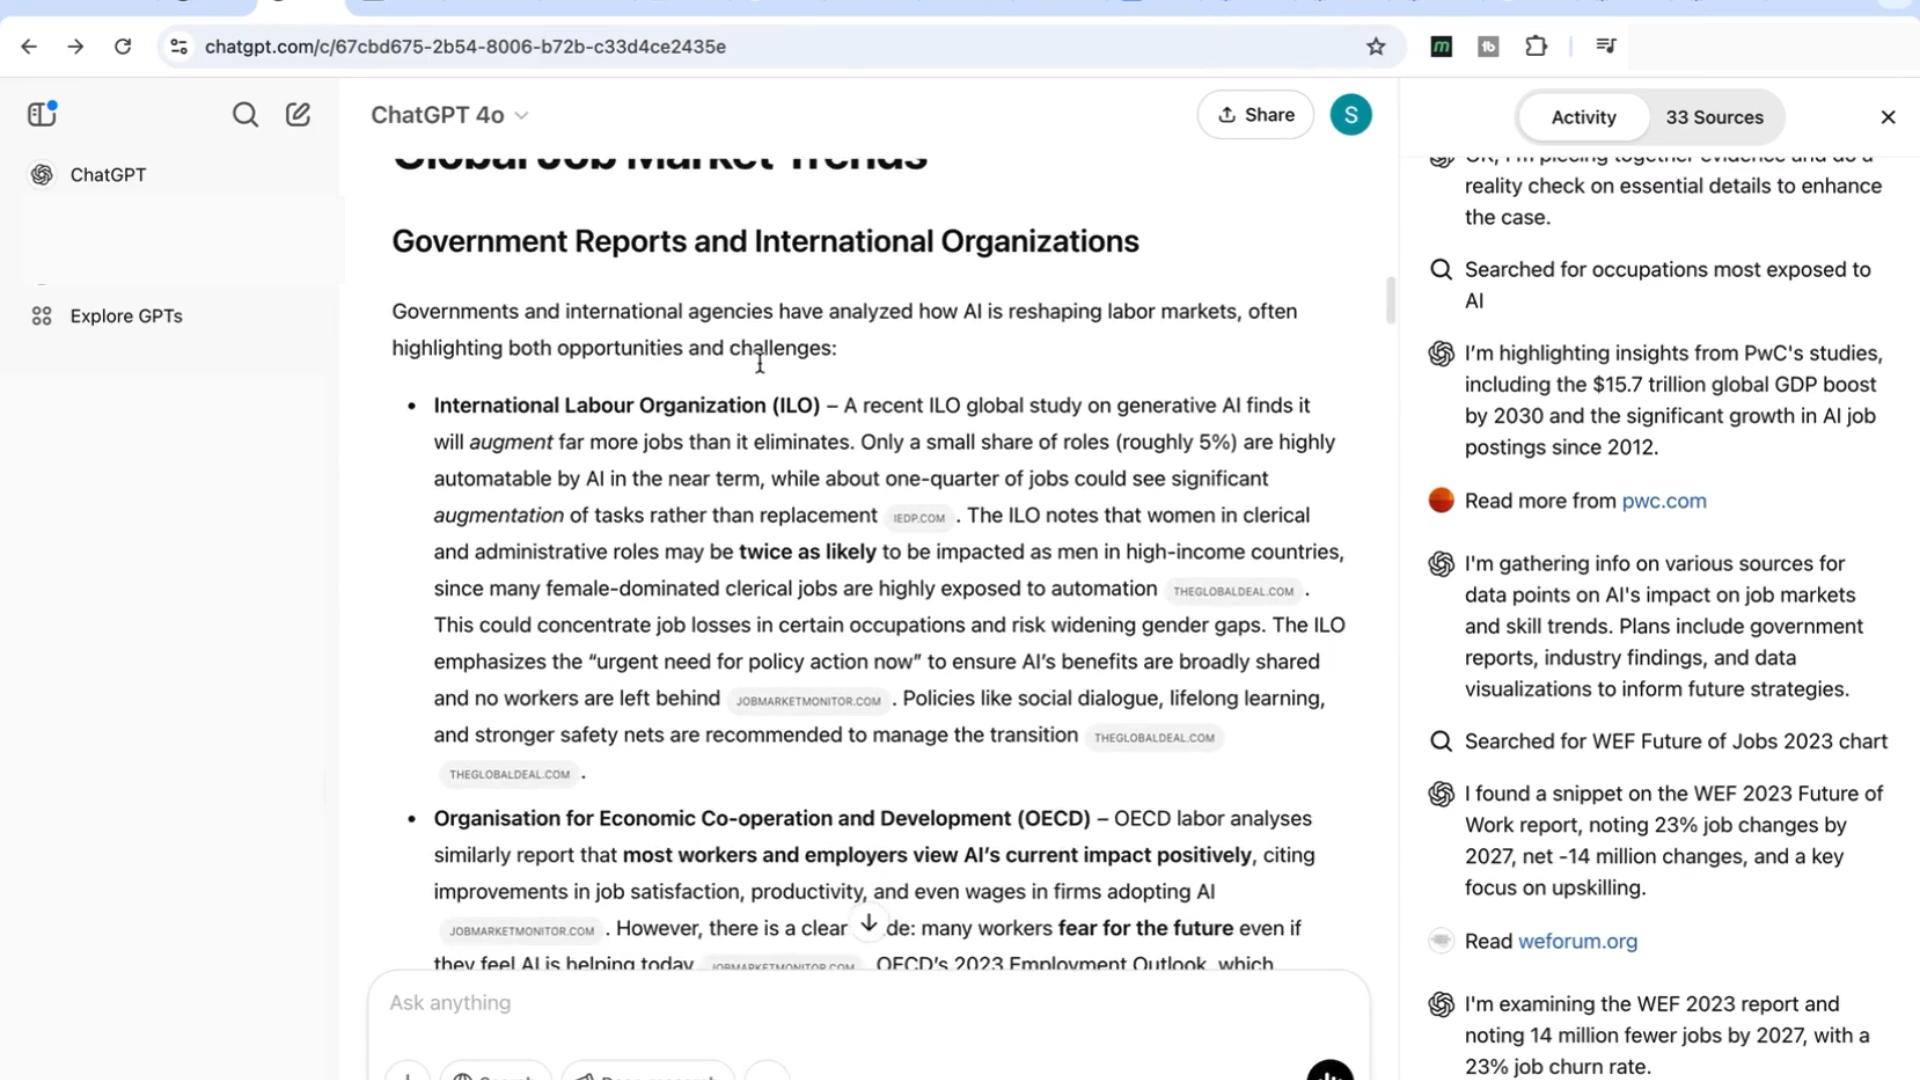 chatgpt.com/c/67cbd675-2b54-8006-b72b-c33d4ce2435e
ChatGPT
Explore GPTs
ChatGPT 4o
Share
S
Global Job Market Trends
Government Reports and International Organizations
Governments and international agencies have analyzed how AI is reshaping labor markets, often
highlighting both opportunities and challenges:
• International Labour Organization (ILO) – A recent ILO global study on generative AI finds it
will augment far more jobs than it eliminates. Only a small share of roles (roughly 5%) are highly
automatable by AI in the near term, while about one-quarter of jobs could see significant
augmentation of tasks rather than replacement IEDP.COM . The ILO notes that women in clerical
and administrative roles may be twice as likely to be impacted as men in high-income countries,
since many female-dominated clerical jobs are highly exposed to automation THEGLOBALDEAL.COM .
This could concentrate job losses in certain occupations and risk widening gender gaps. The ILO
emphasizes the “urgent need for policy action now” to ensure AI’s benefits are broadly shared
and no workers are left behind JOBMARKETMONITOR.COM . Policies like social dialogue, lifelong learning,
and stronger safety nets are recommended to manage the transition THEGLOBALDEAL.COM
THEGLOBALDEAL.COM .
• Organisation for Economic Co-operation and Development (OECD) – OECD labor analyses
similarly report that most workers and employers view AI’s current impact positively, citing
improvements in job satisfaction, productivity, and even wages in firms adopting AI
JOBMARKETMONITOR.COM . However, there is a clear de: many workers fear for the future even if
they feel AI is helping today JOBMARKETMONITOR.COM . OECD’s 2023 Employment Outlook, which
Ask anything
Search
Deep research
Activity
33 Sources
OK, I’m piecing together evidence and do a
reality check on essential details to enhance
the case.
Searched for occupations most exposed to
AI
I’m highlighting insights from PwC's studies,
including the $15.7 trillion global GDP boost
by 2030 and the significant growth in AI job
postings since 2012.
Read more from pwc.com
I'm gathering info on various sources for
data points on AI's impact on job markets
and skill trends. Plans include government
reports, industry findings, and data
visualizations to inform future strategies.
Searched for WEF Future of Jobs 2023 chart
I found a snippet on the WEF 2023 Future of
Work report, noting 23% job changes by
2027, net -14 million changes, and a key
focus on upskilling.
Read weforum.org
I'm examining the WEF 2023 report and
noting 14 million fewer jobs by 2027, with a
23% job churn rate.